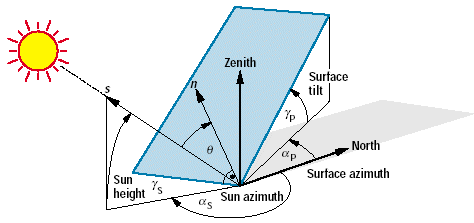 Zenith
Surface
tilt
s
n
γP
θ
αP
North
Sun
height
γS
αS
Sun azimuth
Surface azimuth